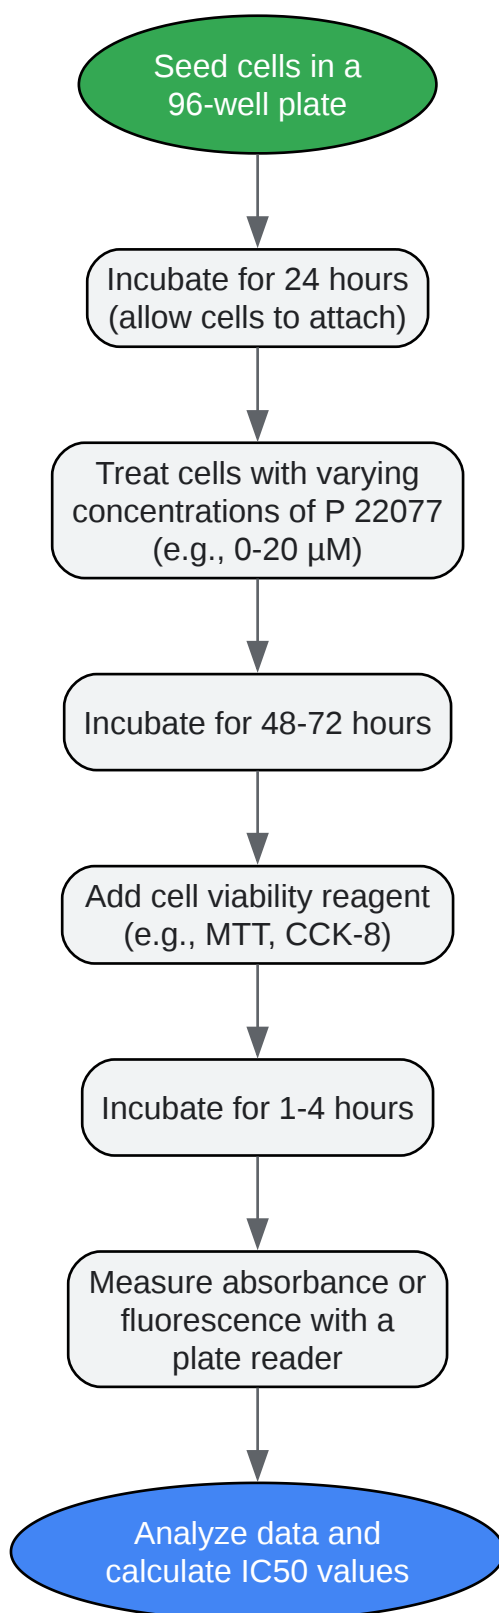 Seed cells in a
96-well plate
Incubate for 24 hours
(allow cells to attach)
Treat cells with varying
concentrations of P 22077
(e.g., 0-20 µM)
Incubate for 48-72 hours
Add cell viability reagent
(e.g., MTT, CCK-8)
Incubate for 1-4 hours
Measure absorbance or
fluorescence with a
plate reader
Analyze data and
calculate IC50 values